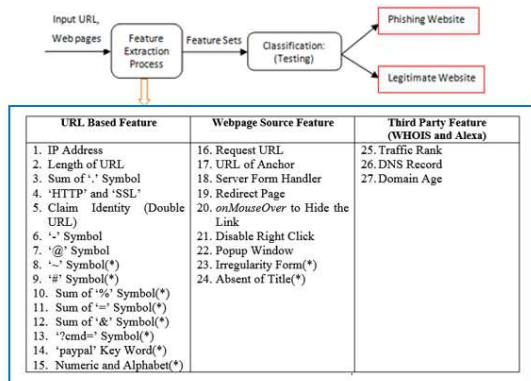 Input URL,
Web pages
Feature
Extraction
Process
Feature Sets
Classification:
(Testing)
Phishing Website
Legitimate Website
URL Based Feature
1. IP Address
2. Length of URL
3. Sum of '.' Symbol
4. 'HTTP' and 'SSL'
5. Claim Identity (Double
URL)
6. '-' Symbol
7. '@' Symbol
8. '~' Symbol(*)
9. '#' Symbol(*)
10. Sum of '%' Symbol(*)
11. Sum of '=' Symbol(*)
12. Sum of '&' Symbol(*)
13. '?cmd=' Symbol(*)
14. 'paypal' Key Word(*)
15. Numeric and Alphabet(*)
Webpage Source Feature
16. Request URL
17. URL of Anchor
18. Server Form Handler
19. Redirect Page
20. onMouseOver to Hide the
Link
21. Disable Right Click
22. Popup Window
23. Irregularity Form(*)
24. Absent of Title(*)
Third Party Feature
(WHOIS and Alexa)
25. Traffic Rank
26. DNS Record
27. Domain Age